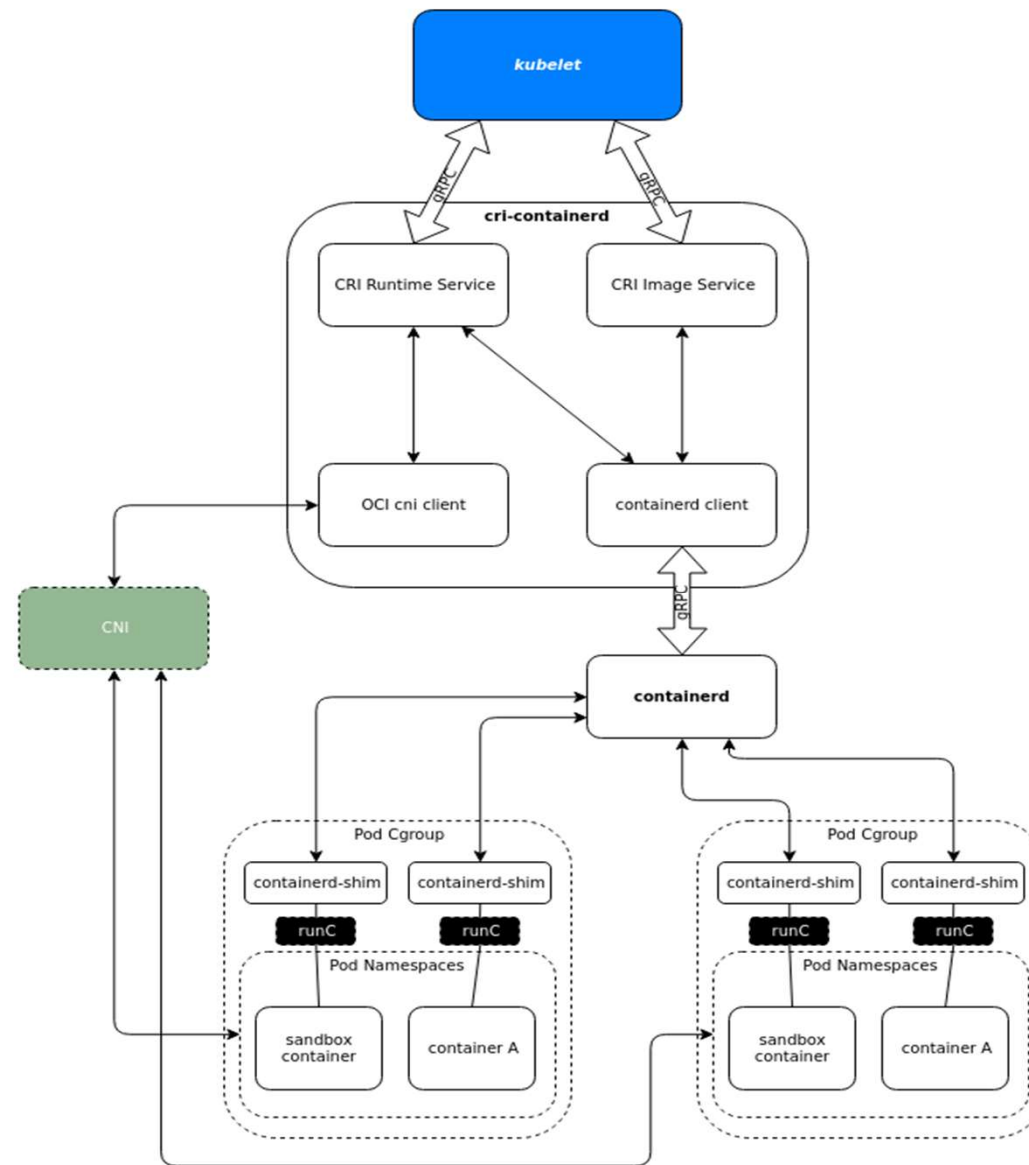 kubelet
gRPC
gRPC
cri-containerd
CRI Runtime Service
CRI Image Service
OCI cni client
containerd client
CNI
gRPC
containerd
Pod Cgroup
Pod Cgroup
containerd-shim
containerd-shim
containerd-shim
containerd-shim
runC
runC
runC
runC
Pod Namespaces
Pod Namespaces
sandbox
container
container A
sandbox
container
container A